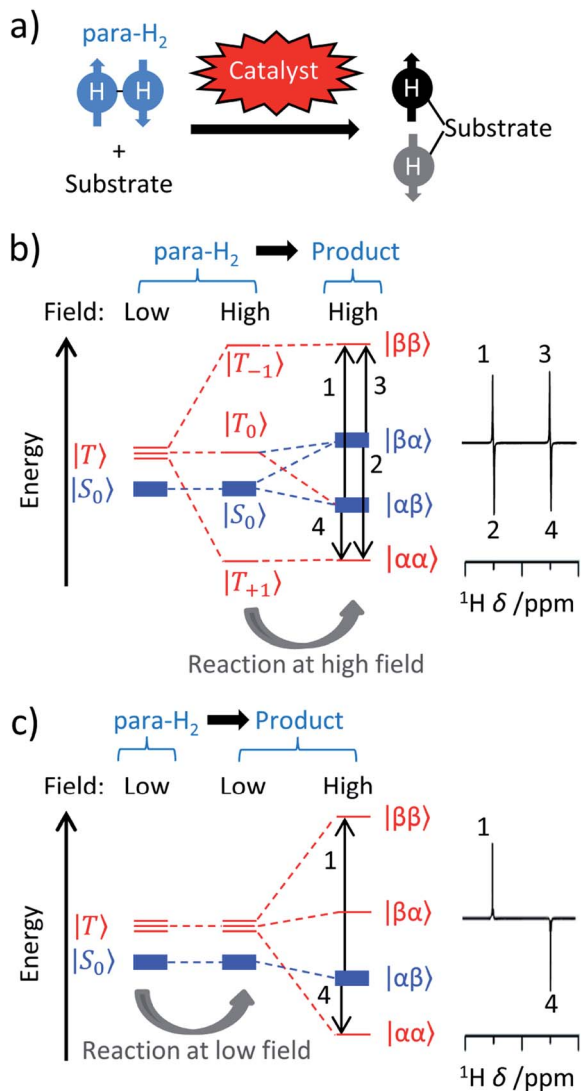 a)
para-H2
H H
+
Substrate
Catalyst
H
H
Substrate
b)
para-H2 Product
Field: Low High High
Energy
|T⟩
|S0⟩
|T−1⟩
|T0⟩
|S0⟩
|T+1⟩
1
3
2
4
|ββ⟩
|βα⟩
|αβ⟩
|αα⟩
1 3
2 4
1H δ /ppm
Reaction at high field
c)
para-H2 Product
Field: Low Low High
Energy
|T⟩
|S0⟩
1
4
|ββ⟩
|βα⟩
|αβ⟩
|αα⟩
1
4
1H δ /ppm
Reaction at low field